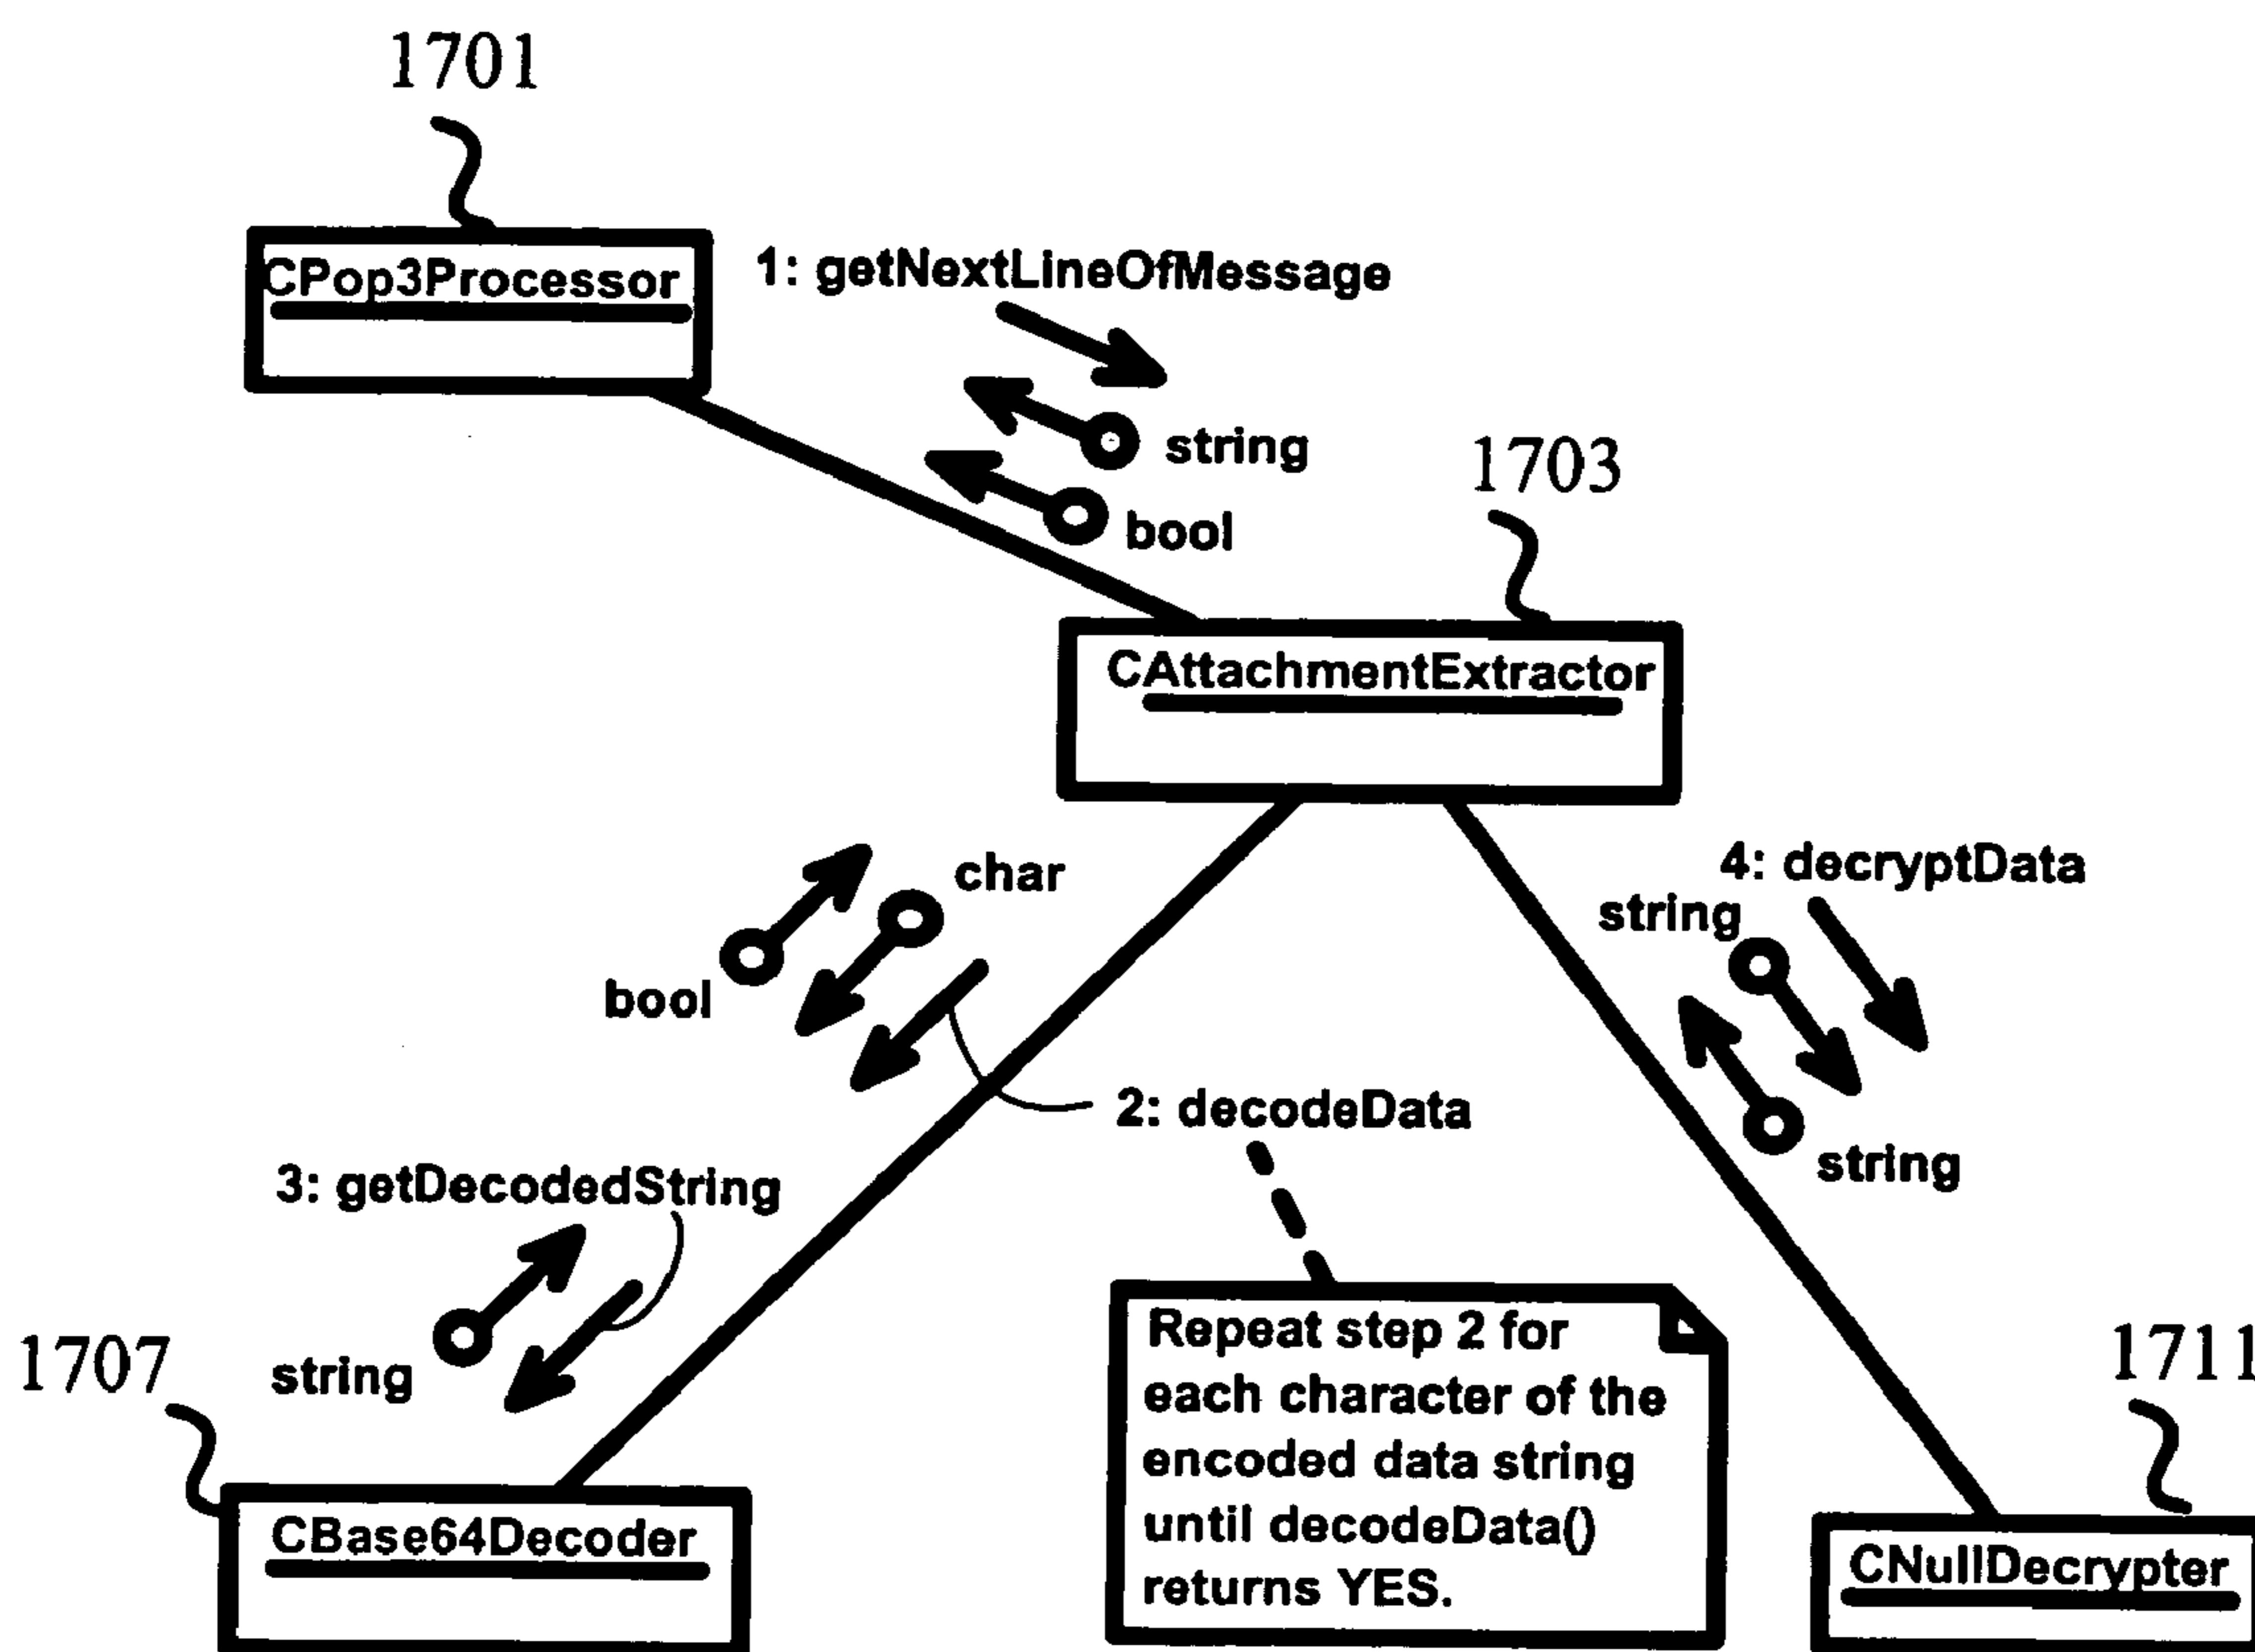 1701
CPop3Processor
1: getNextLineOfMessage
string
bool
1703
CAttachmentExtractor
char
bool
4: decryptData
string
string
2: decodeData
3: getDecodedString
string
1707
CBase64Decoder
Repeat step 2 for
each character of the
encoded data string
until decodeData()
returns YES.
1711
CNullDecrypter